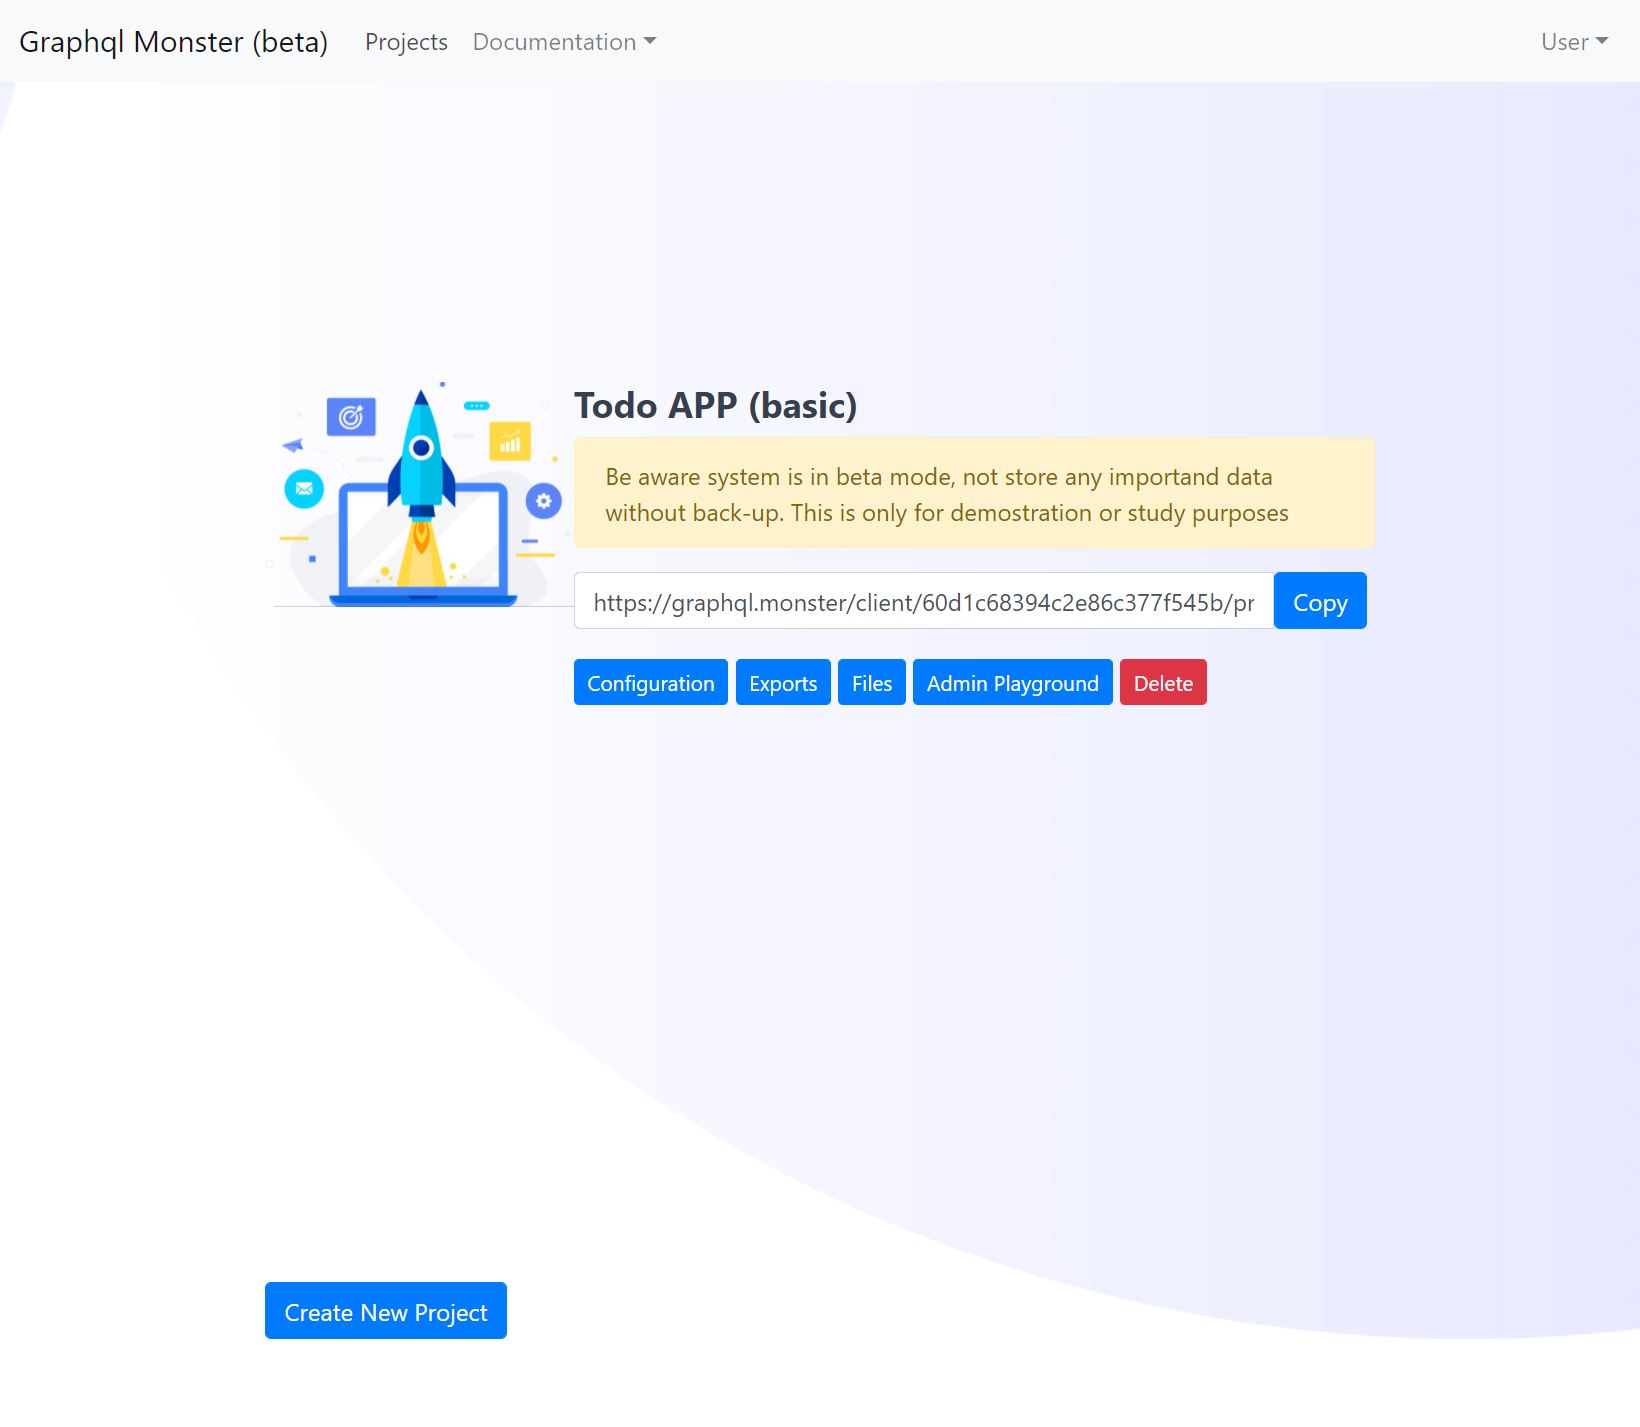 Graphql Monster (beta) Projects Documentation User
Todo APP (basic)
Be aware system is in beta mode, not store any importand data
without back-up. This is only for demostration or study purposes
https://graphql.monster/client/60d1c68394c2e86c377f545b/pr Copy
Configuration Exports Files Admin Playground Delete
Create New Project